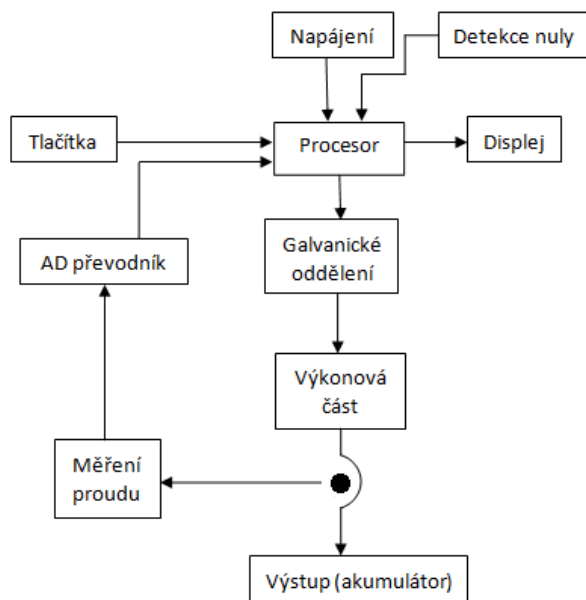 Napájení
Detekce nuly
Tlačítka
Procesor
Displej
AD převodník
Galvanické
oddělení
Výkonová
část
Měření
proudu
Výstup (akumulátor)